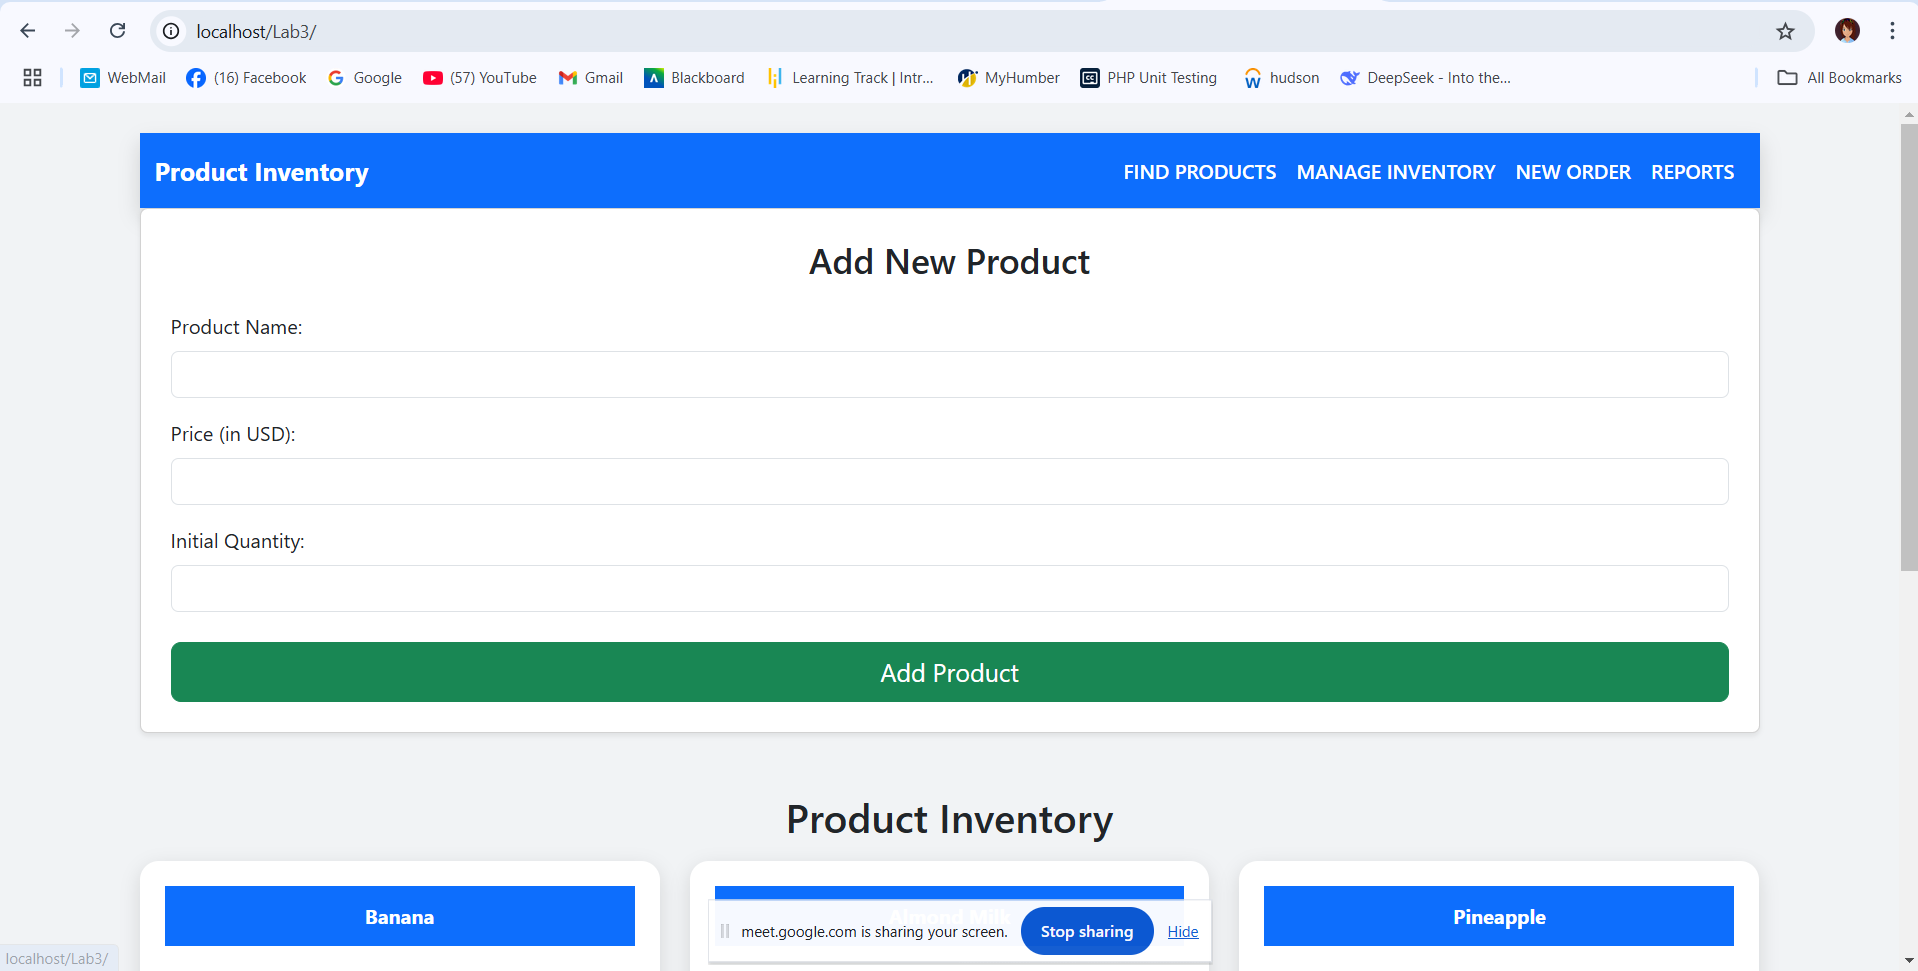 localhost/Lab3/
WebMail (16) Facebook Google (57) YouTube Gmail Blackboard Learning Track | Intr... MyHumber PHP Unit Testing hudson DeepSeek - Into the... All Bookmarks
Product Inventory FIND PRODUCTS MANAGE INVENTORY NEW ORDER REPORTS
Add New Product
Product Name:
Price (in USD):
Initial Quantity:
Add Product
Product Inventory
Banana Almond Milk Pineapple
meet.google.com is sharing your screen. Stop sharing Hide
localhost/Lab3/